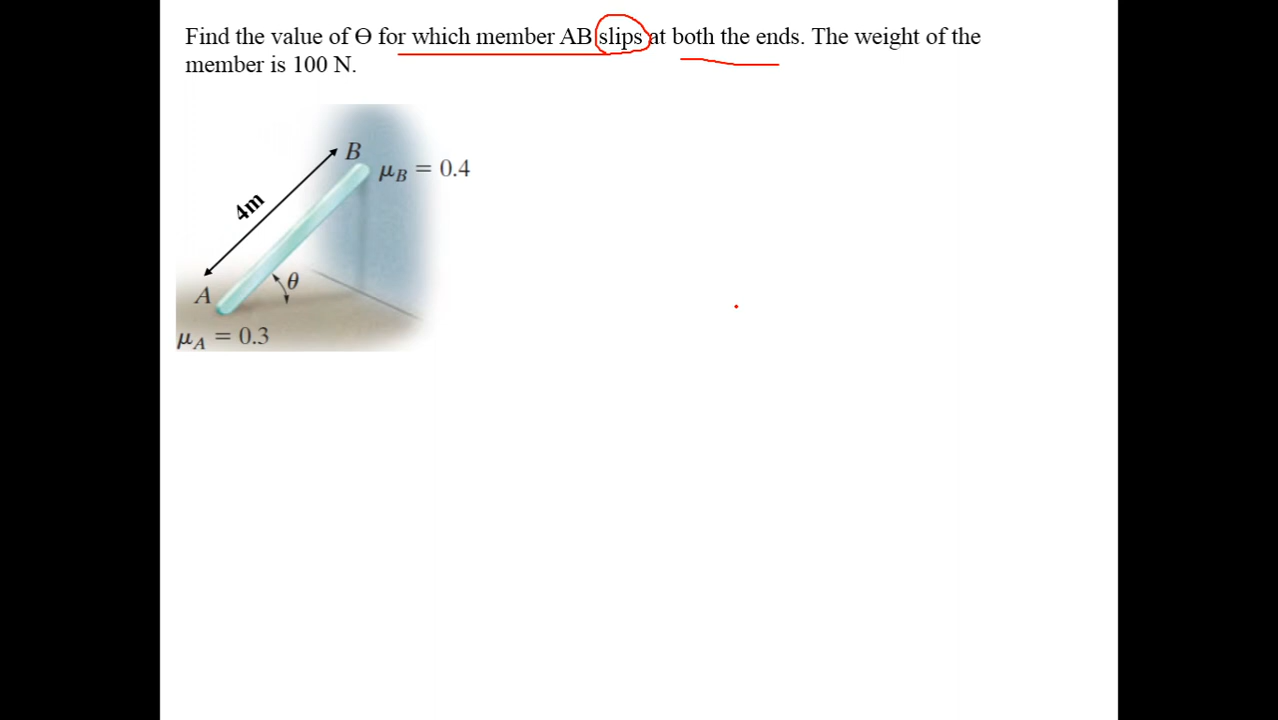 Find the value of Ө for which member AB slips at both the ends. The weight of the
member is 100 N.
B
μB = 0.4
4m
θ
A
μA = 0.3